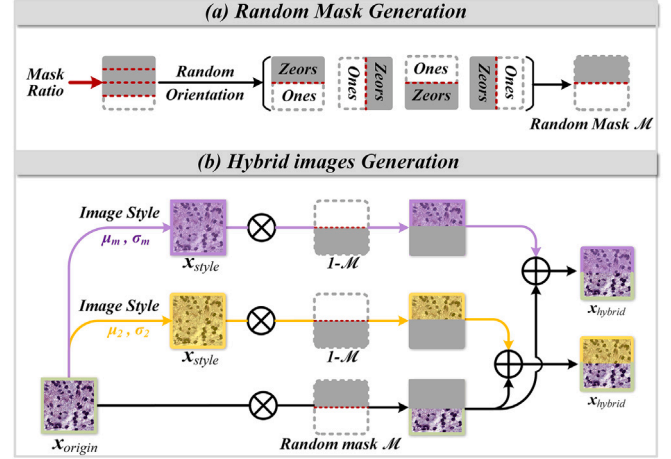 (a) Random Mask Generation
Mask
Ratio
Random
Orientation
Zeors
Ones
Ones
Zeors
Ones
Zeors
Zeors
Ones
Random Mask ℳ
(b) Hybrid images Generation
Image Style
μm , σm
xstyle
1-ℳ
xhybrid
Image Style
μ2 , σ2
xstyle
1-ℳ
xhybrid
xorigin
Random mask ℳ